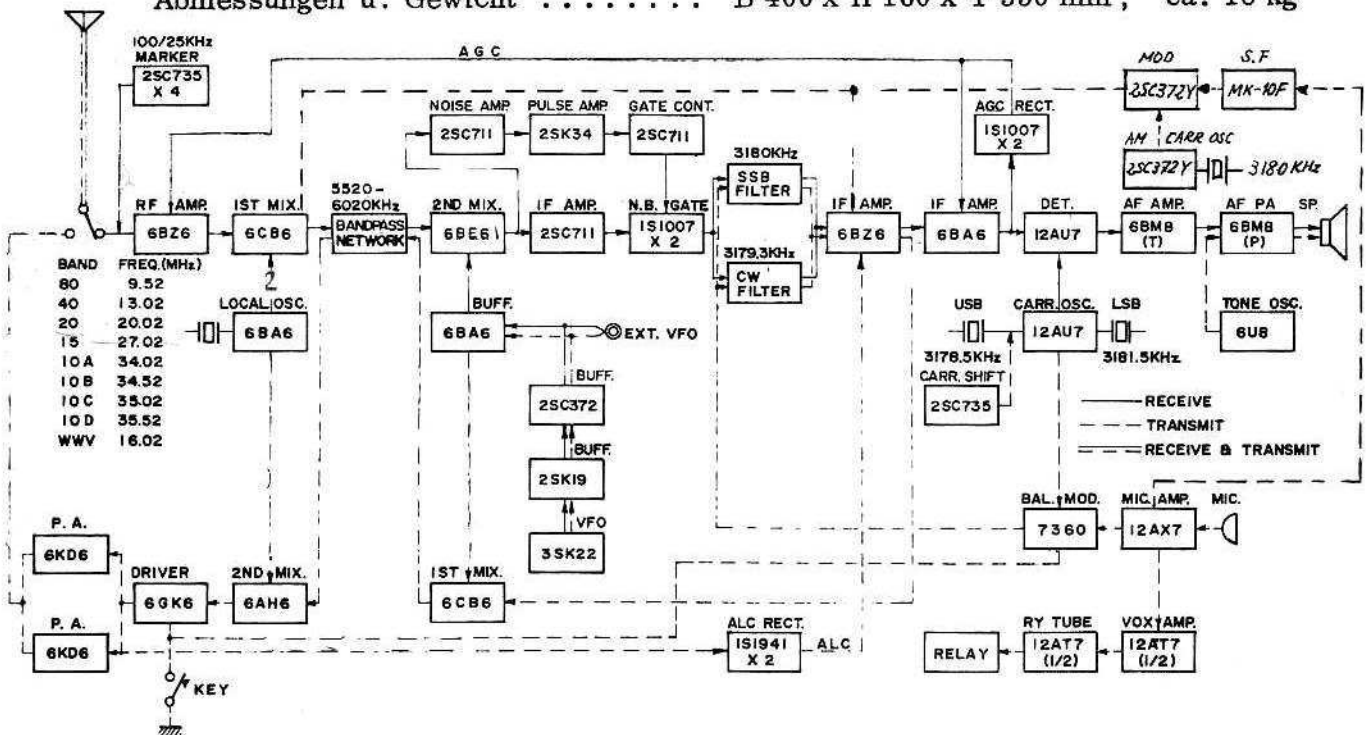 Abmessungen u. Gewicht ........ B 400 x H 160 x T 350 mm, ca. 16 kg
100/25KHz
MARKER
2SC735
X 4
AGC
MOD
2SC372Y
S.F
MK-10F
NOISE AMP.
2SC711
PULSE AMP.
2SK34
GATE CONT.
2SC711
AGC RECT.
1S1007
X 2
AM CARR OSC
2SC372Y
3180 KHz
3180KHz
SSB
FILTER
RF AMP.
6BZ6
1ST MIX.
6CB6
5520-
6020KHz
BANDPASS
NETWORK
2ND MIX.
6BE6
IF AMP.
2SC711
N.B. GATE
1S1007
X 2
3179.3KHz
CW
FILTER
IF AMP.
6BZ6
IF AMP.
6BA6
DET.
12AU7
AF AMP.
6BM8
(T)
AF PA
6BM8
(P)
SP.
BAND FREQ.(MHz)
80 9.52
40 13.02
20 20.02
15 27.02
10A 34.02
10B 34.52
10C 35.02
10D 35.52
WWV 16.02
2
LOCAL OSC.
6BA6
BUFF.
6BA6
EXT. VFO
USB
3178.5KHz
CARR. OSC.
12AU7
LSB
3181.5KHz
TONE OSC.
6U8
CARR. SHIFT
2SC735
BUFF.
2SC372
BUFF.
2SK19
VFO
3SK22
RECEIVE
TRANSMIT
RECEIVE & TRANSMIT
BAL. MOD.
7360
MIC. AMP.
12AX7
MIC.
P. A.
6KD6
P. A.
6KD6
DRIVER
6GK6
2ND MIX.
6AH6
1ST MIX.
6CB6
ALC RECT.
1S1941
X 2
ALC
RELAY
RY TUBE
12AT7
(1/2)
VOX AMP.
12AT7
(1/2)
KEY